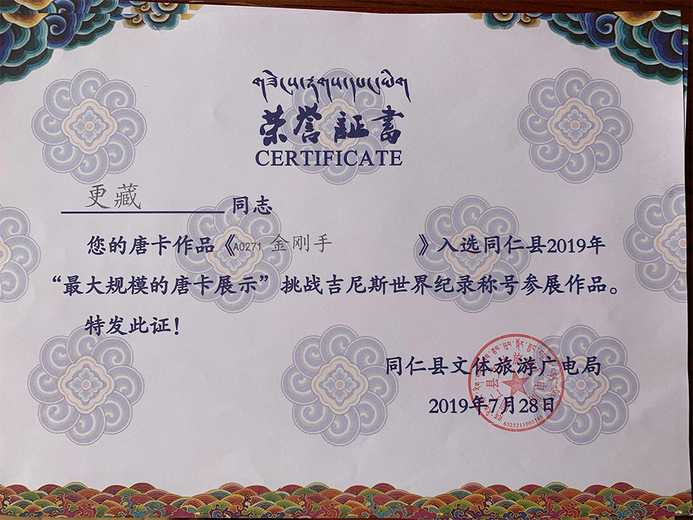 荣誉証書
CERTIFICATE
更藏 同志
您的唐卡作品《A0271 金刚手 》入选同仁县2019年
“最大规模的唐卡展示”挑战吉尼斯世界纪录称号参展作品。
特发此证！
同仁县文体旅游广电局
2019年7月28日